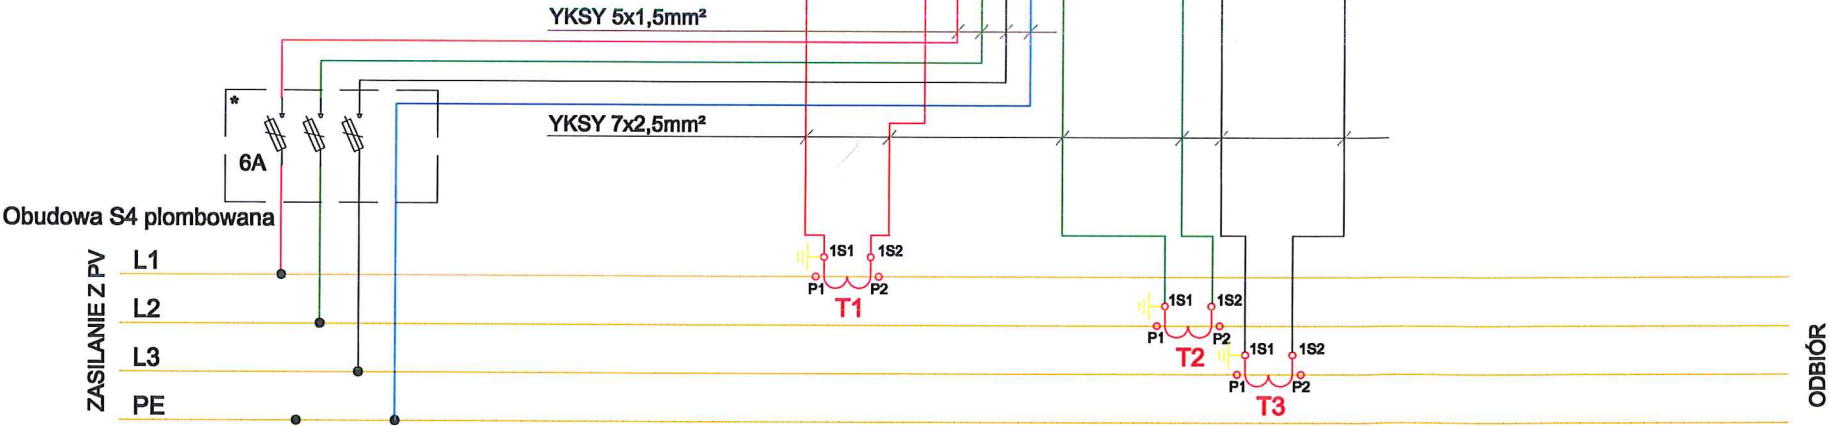 YKSY 5x1,5mm²
*
YKSY 7x2,5mm²
6A
Obudowa S4 plombowana
ZASILANIE Z PV
L1
L2
L3
PE
1S1 1S2
P1 P2
T1
1S1 1S2
P1 P2
T2
1S1 1S2
P1 P2
T3
ODBIÓR